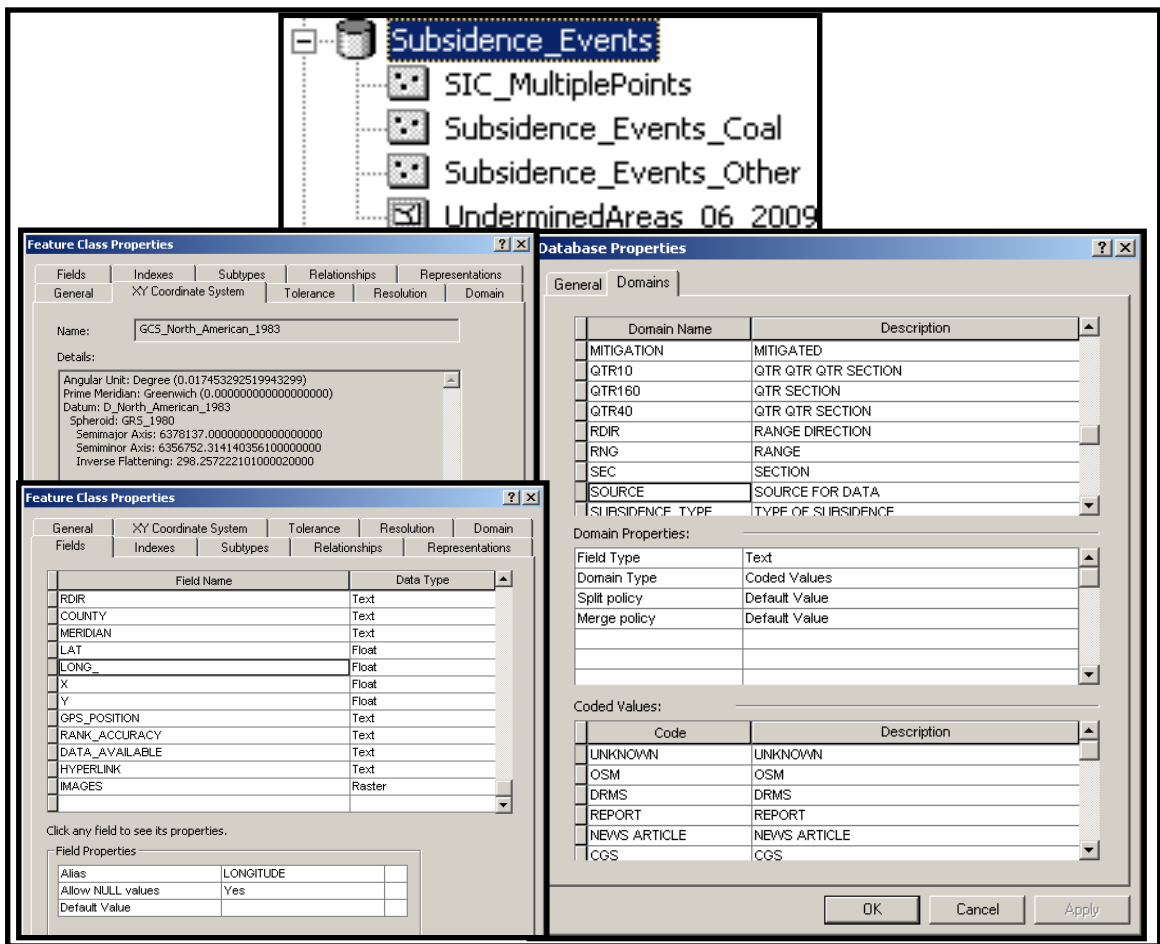 Subsidence_Events
SIC_MultiplePoints
Subsidence_Events_Coal
Subsidence_Events_Other
UnderminedAreas_06_2009
Feature Class Properties
Fields Indexes Subtypes Relationships Representations
General XY Coordinate System Tolerance Resolution Domain
Name: GCS_North_American_1983
Details:
Angular Unit: Degree (0.017453292519943299)
Prime Meridian: Greenwich (0.000000000000000000)
Datum: D_North_American_1983
Spheroid: GRS_1980
Semimajor Axis: 6378137.000000000000000000
Semiminor Axis: 6356752.314140356100000000
Inverse Flattening: 298.257222101000020000
Feature Class Properties
General XY Coordinate System Tolerance Resolution Domain
Fields Indexes Subtypes Relationships Representations
Field Name Data Type
RDIR Text
COUNTY Text
MERIDIAN Text
LAT Float
LONG_ Float
X Float
Y Float
GPS_POSITION Text
RANK_ACCURACY Text
DATA_AVAILABLE Text
HYPERLINK Text
IMAGES Raster
Click any field to see its properties.
Field Properties
Alias LONGITUDE
Allow NULL values Yes
Default Value
Database Properties
General Domains
Domain Name Description
MITIGATION MITIGATED
QTR10 QTR QTR QTR SECTION
QTR160 QTR SECTION
QTR40 QTR QTR SECTION
RDIR RANGE DIRECTION
RNG RANGE
SEC SECTION
SOURCE SOURCE FOR DATA
SUBSIDENCE_TYPE TYPE OF SUBSIDENCE
Domain Properties:
Field Type Text
Domain Type Coded Values
Split policy Default Value
Merge policy Default Value
Coded Values:
Code Description
UNKNOWN UNKNOWN
OSM OSM
DRMS DRMS
REPORT REPORT
NEWS ARTICLE NEWS ARTICLE
CGS CGS
OK Cancel Apply